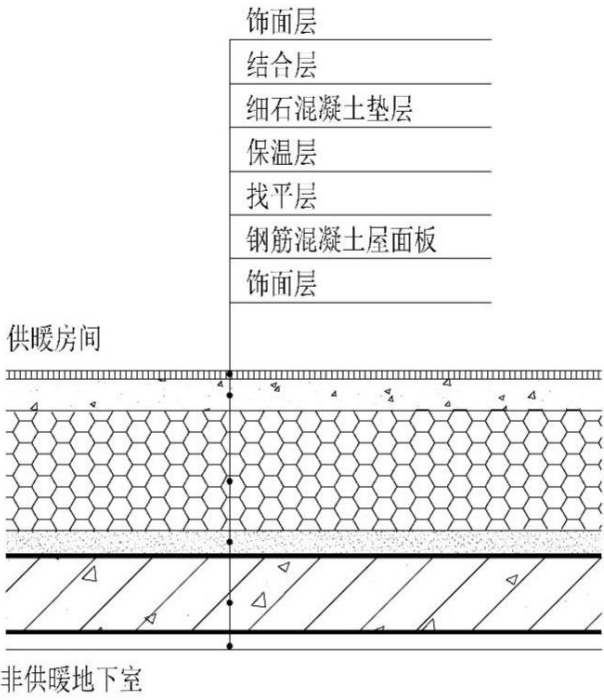 饰面层
结合层
细石混凝土垫层
保温层
找平层
钢筋混凝土屋面板
饰面层
供暖房间
非供暖地下室